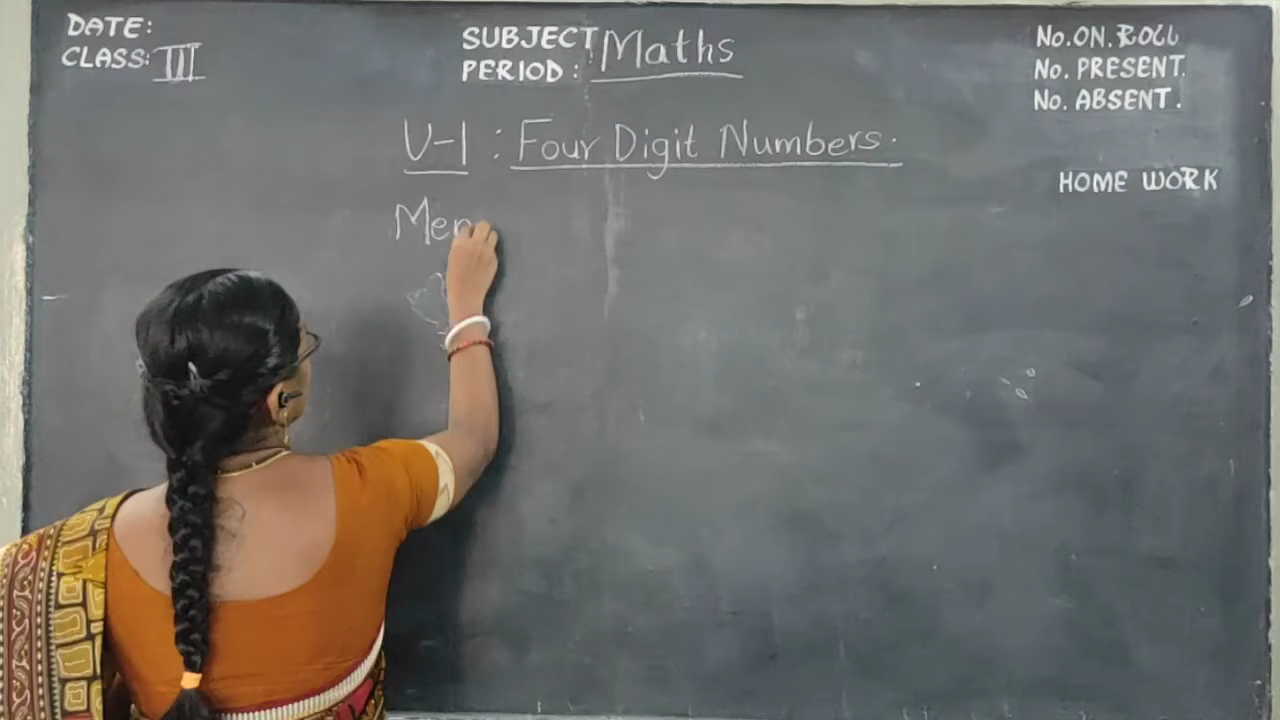 DATE:
CLASS: III
SUBJECT: Maths
PERIOD:
No.ON.ROLL
No. PRESENT.
No. ABSENT.
U-1 : Four Digit Numbers.
HOME WORK
Men